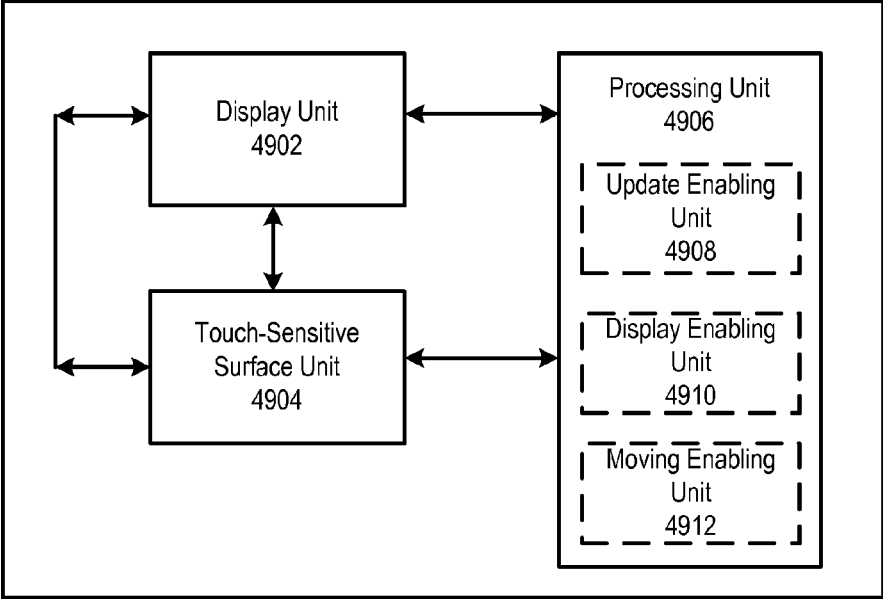 Display Unit
4902
Touch-Sensitive
Surface Unit
4904
Processing Unit
4906
Update Enabling
Unit
4908
Display Enabling
Unit
4910
Moving Enabling
Unit
4912